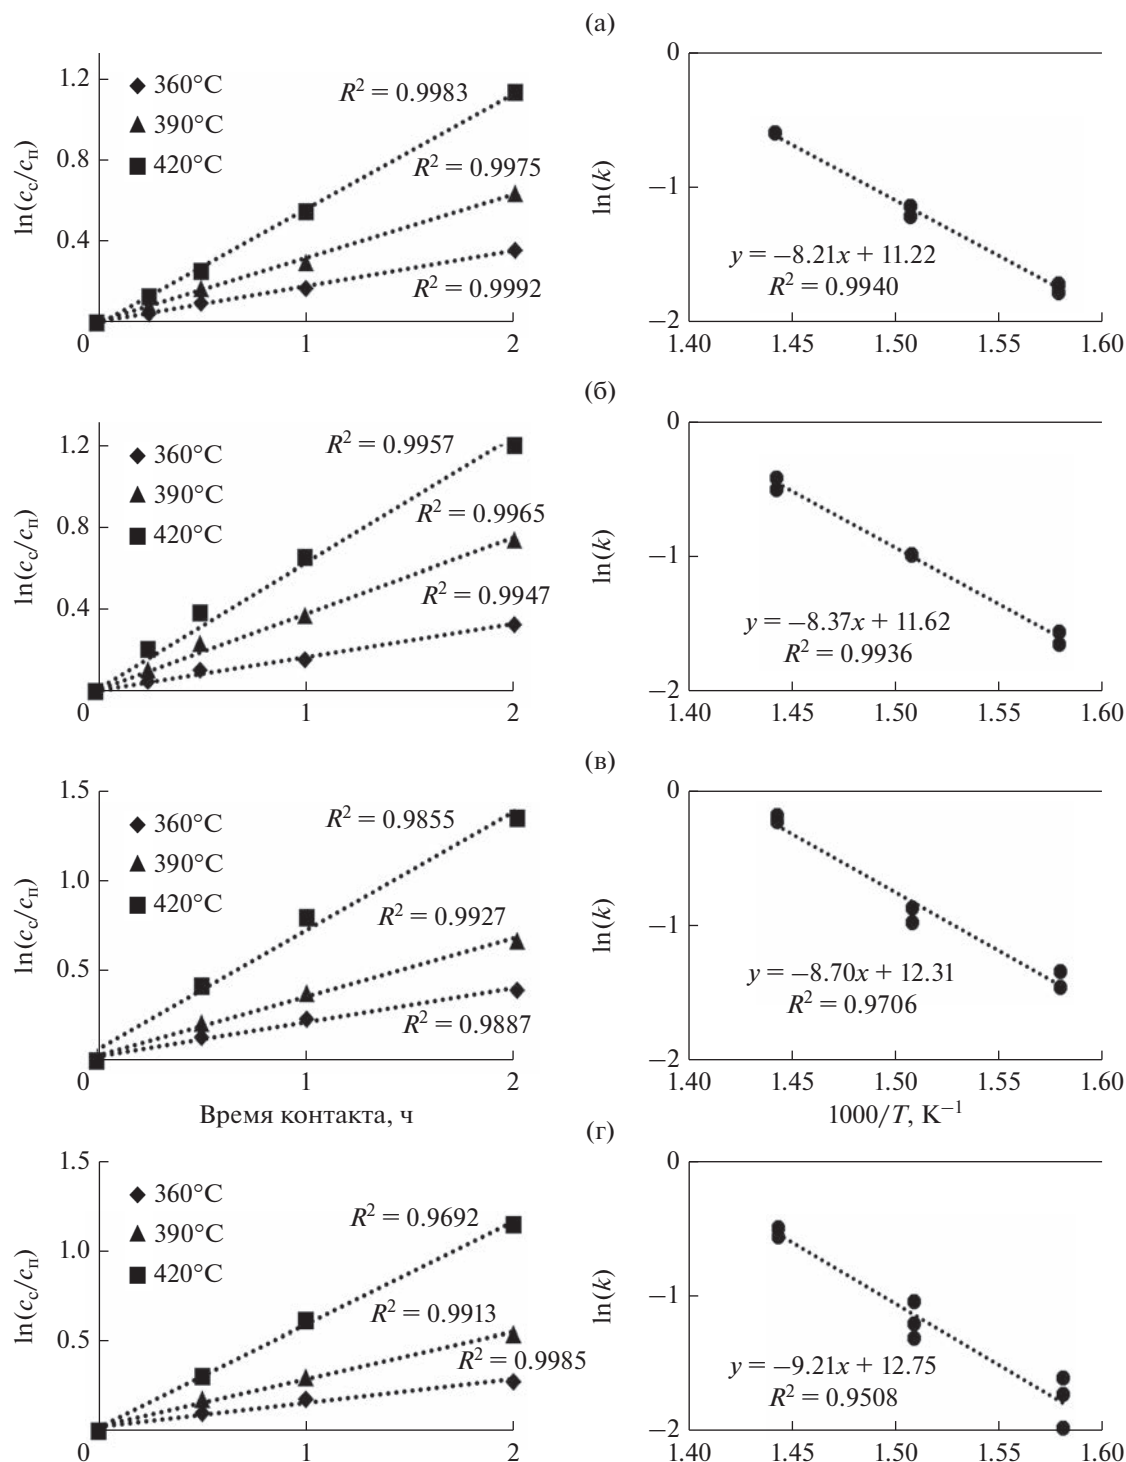 (а)
ln(c_с/c_п)
1.2
0.8
0.4
0
1
2
360°C
390°C
420°C
R² = 0.9983
R² = 0.9975
R² = 0.9992
ln(k)
0
−1
−2
1.40
1.45
1.50
1.55
1.60
y = −8.21x + 11.22
R² = 0.9940
(б)
ln(c_с/c_п)
1.2
0.8
0.4
0
1
2
360°C
390°C
420°C
R² = 0.9957
R² = 0.9965
R² = 0.9947
ln(k)
0
−1
−2
1.40
1.45
1.50
1.55
1.60
y = −8.37x + 11.62
R² = 0.9936
(в)
ln(c_с/c_п)
1.5
1.0
0.5
0
1
2
360°C
390°C
420°C
R² = 0.9855
R² = 0.9927
R² = 0.9887
Время контакта, ч
ln(k)
0
−1
−2
1.40
1.45
1.50
1.55
1.60
y = −8.70x + 12.31
R² = 0.9706
1000/T, K⁻¹
(г)
ln(c_с/c_п)
1.5
1.0
0.5
0
1
2
360°C
390°C
420°C
R² = 0.9692
R² = 0.9913
R² = 0.9985
ln(k)
0
−1
−2
1.40
1.45
1.50
1.55
1.60
y = −9.21x + 12.75
R² = 0.9508